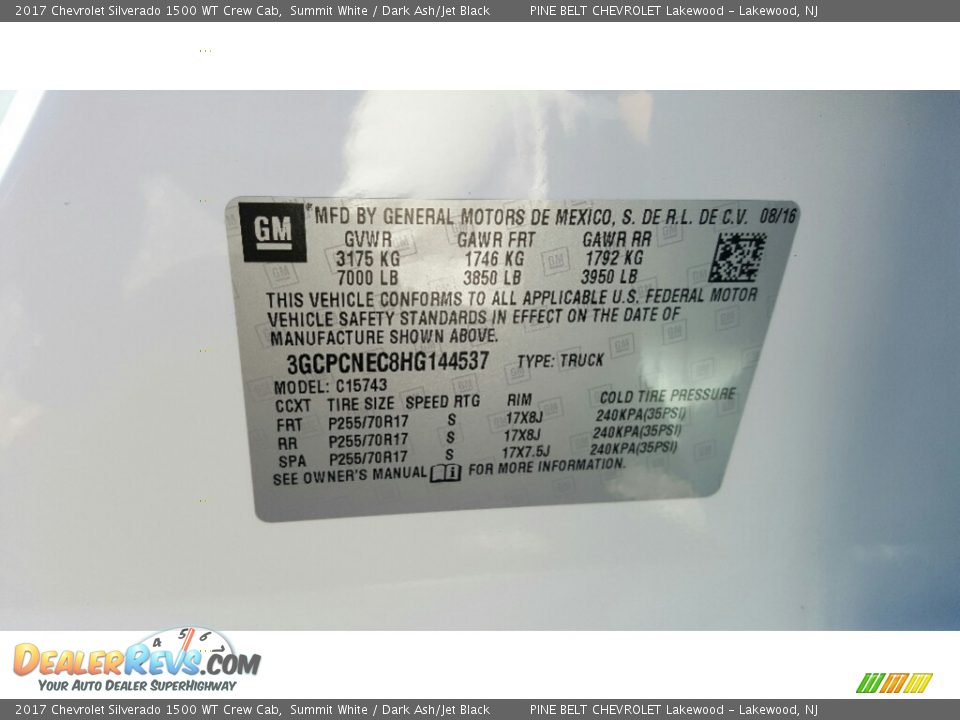 2017 Chevrolet Silverado 1500 WT Crew Cab, Summit White / Dark Ash/Jet Black PINE BELT CHEVROLET Lakewood – Lakewood, NJ
GM
*MFD BY GENERAL MOTORS DE MEXICO, S. DE R.L. DE C.V. 08/16
GVWR GAWR FRT GAWR RR
3175 KG 1746 KG 1792 KG
7000 LB 3850 LB 3950 LB
THIS VEHICLE CONFORMS TO ALL APPLICABLE U.S. FEDERAL MOTOR
VEHICLE SAFETY STANDARDS IN EFFECT ON THE DATE OF
MANUFACTURE SHOWN ABOVE.
3GCPCNEC8HG144537 TYPE: TRUCK
MODEL: C15743
CCXT TIRE SIZE SPEED RTG RIM COLD TIRE PRESSURE
FRT P255/70R17 S 17X8J 240KPA(35PSI)
RR P255/70R17 S 17X8J 240KPA(35PSI)
SPA P255/70R17 S 17X7.5J 240KPA(35PSI)
SEE OWNER'S MANUAL FOR MORE INFORMATION.
4 5 6 7
DEALERREVS.COM
YOUR AUTO DEALER SUPERHIGHWAY
2017 Chevrolet Silverado 1500 WT Crew Cab, Summit White / Dark Ash/Jet Black PINE BELT CHEVROLET Lakewood – Lakewood, NJ